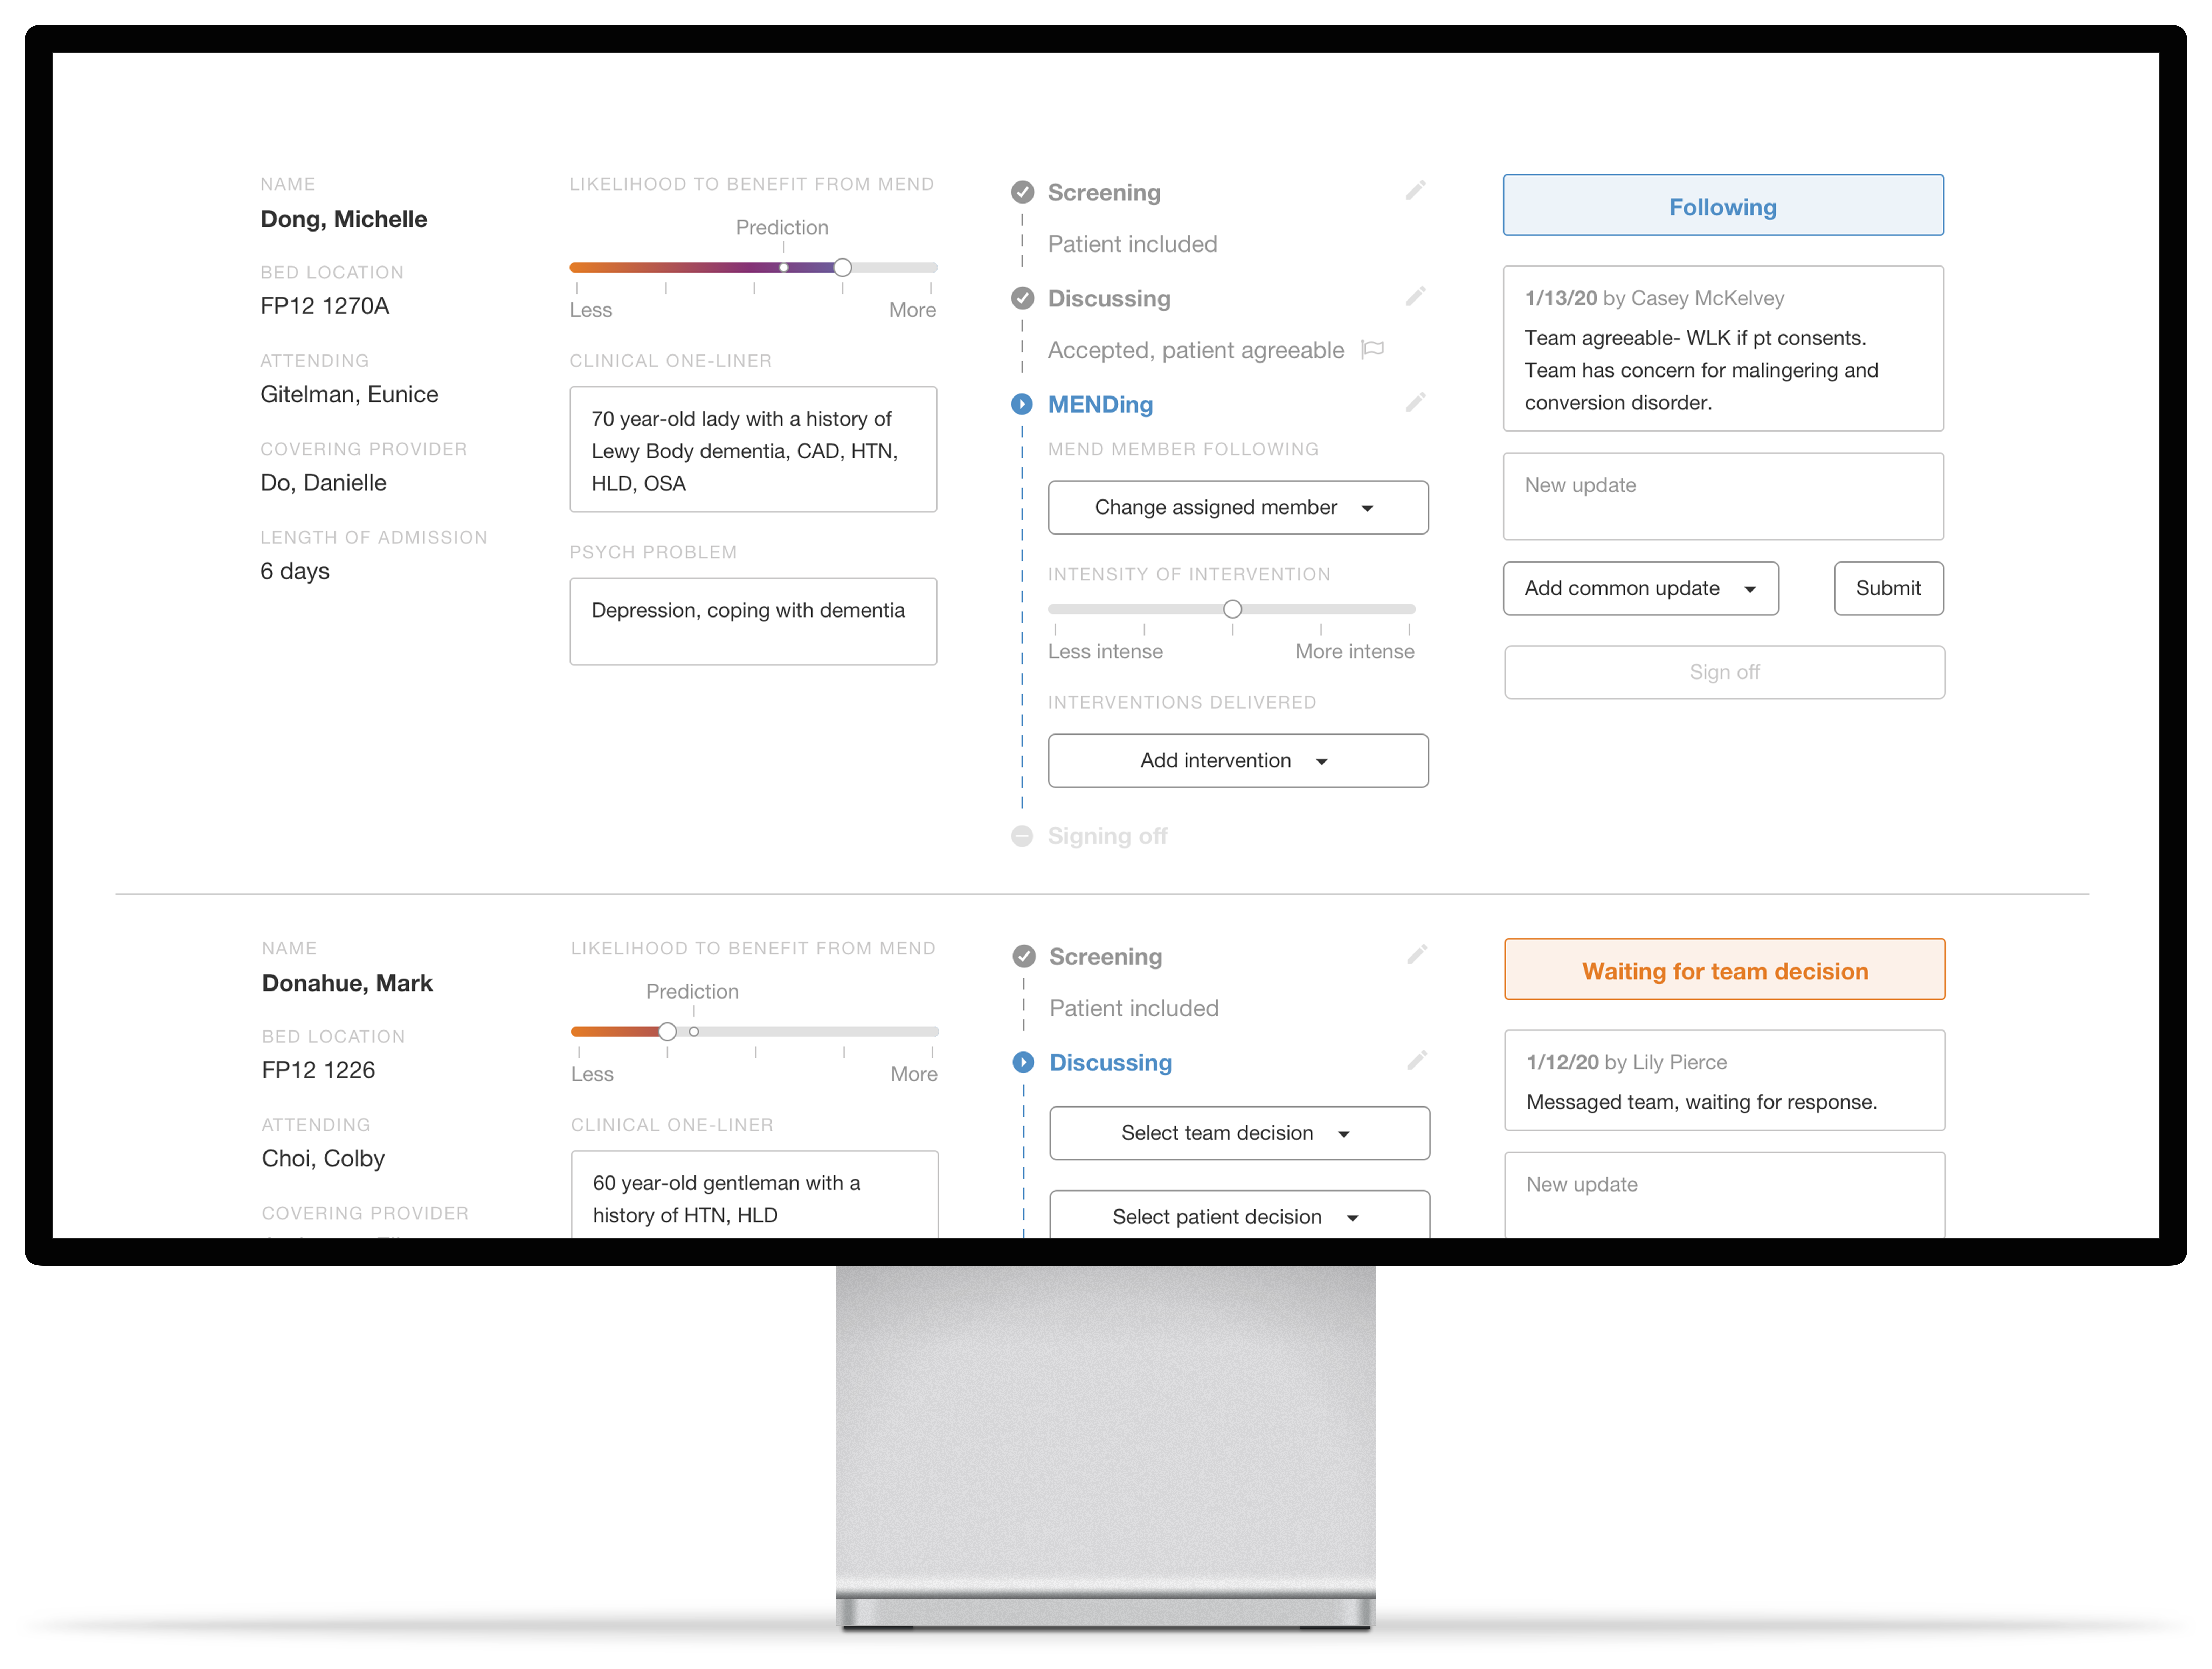 NAME
Dong, Michelle
BED LOCATION
FP12 1270A
ATTENDING
Gitelman, Eunice
COVERING PROVIDER
Do, Danielle
LENGTH OF ADMISSION
6 days
LIKELIHOOD TO BENEFIT FROM MEND
Prediction
Less More
CLINICAL ONE-LINER
70 year-old lady with a history of
Lewy Body dementia, CAD, HTN,
HLD, OSA
PSYCH PROBLEM
Depression, coping with dementia
Screening
Patient included
Discussing
Accepted, patient agreeable
MENDing
MEND MEMBER FOLLOWING
Change assigned member
INTENSITY OF INTERVENTION
Less intense More intense
INTERVENTIONS DELIVERED
Add intervention
Signing off
Following
1/13/20 by Casey McKelvey
Team agreeable- WLK if pt consents.
Team has concern for malingering and
conversion disorder.
New update
Add common update
Submit
Sign off
NAME
Donahue, Mark
BED LOCATION
FP12 1226
ATTENDING
Choi, Colby
COVERING PROVIDER
LIKELIHOOD TO BENEFIT FROM MEND
Prediction
Less More
CLINICAL ONE-LINER
60 year-old gentleman with a
history of HTN, HLD
Screening
Patient included
Discussing
Select team decision
Select patient decision
Waiting for team decision
1/12/20 by Lily Pierce
Messaged team, waiting for response.
New update